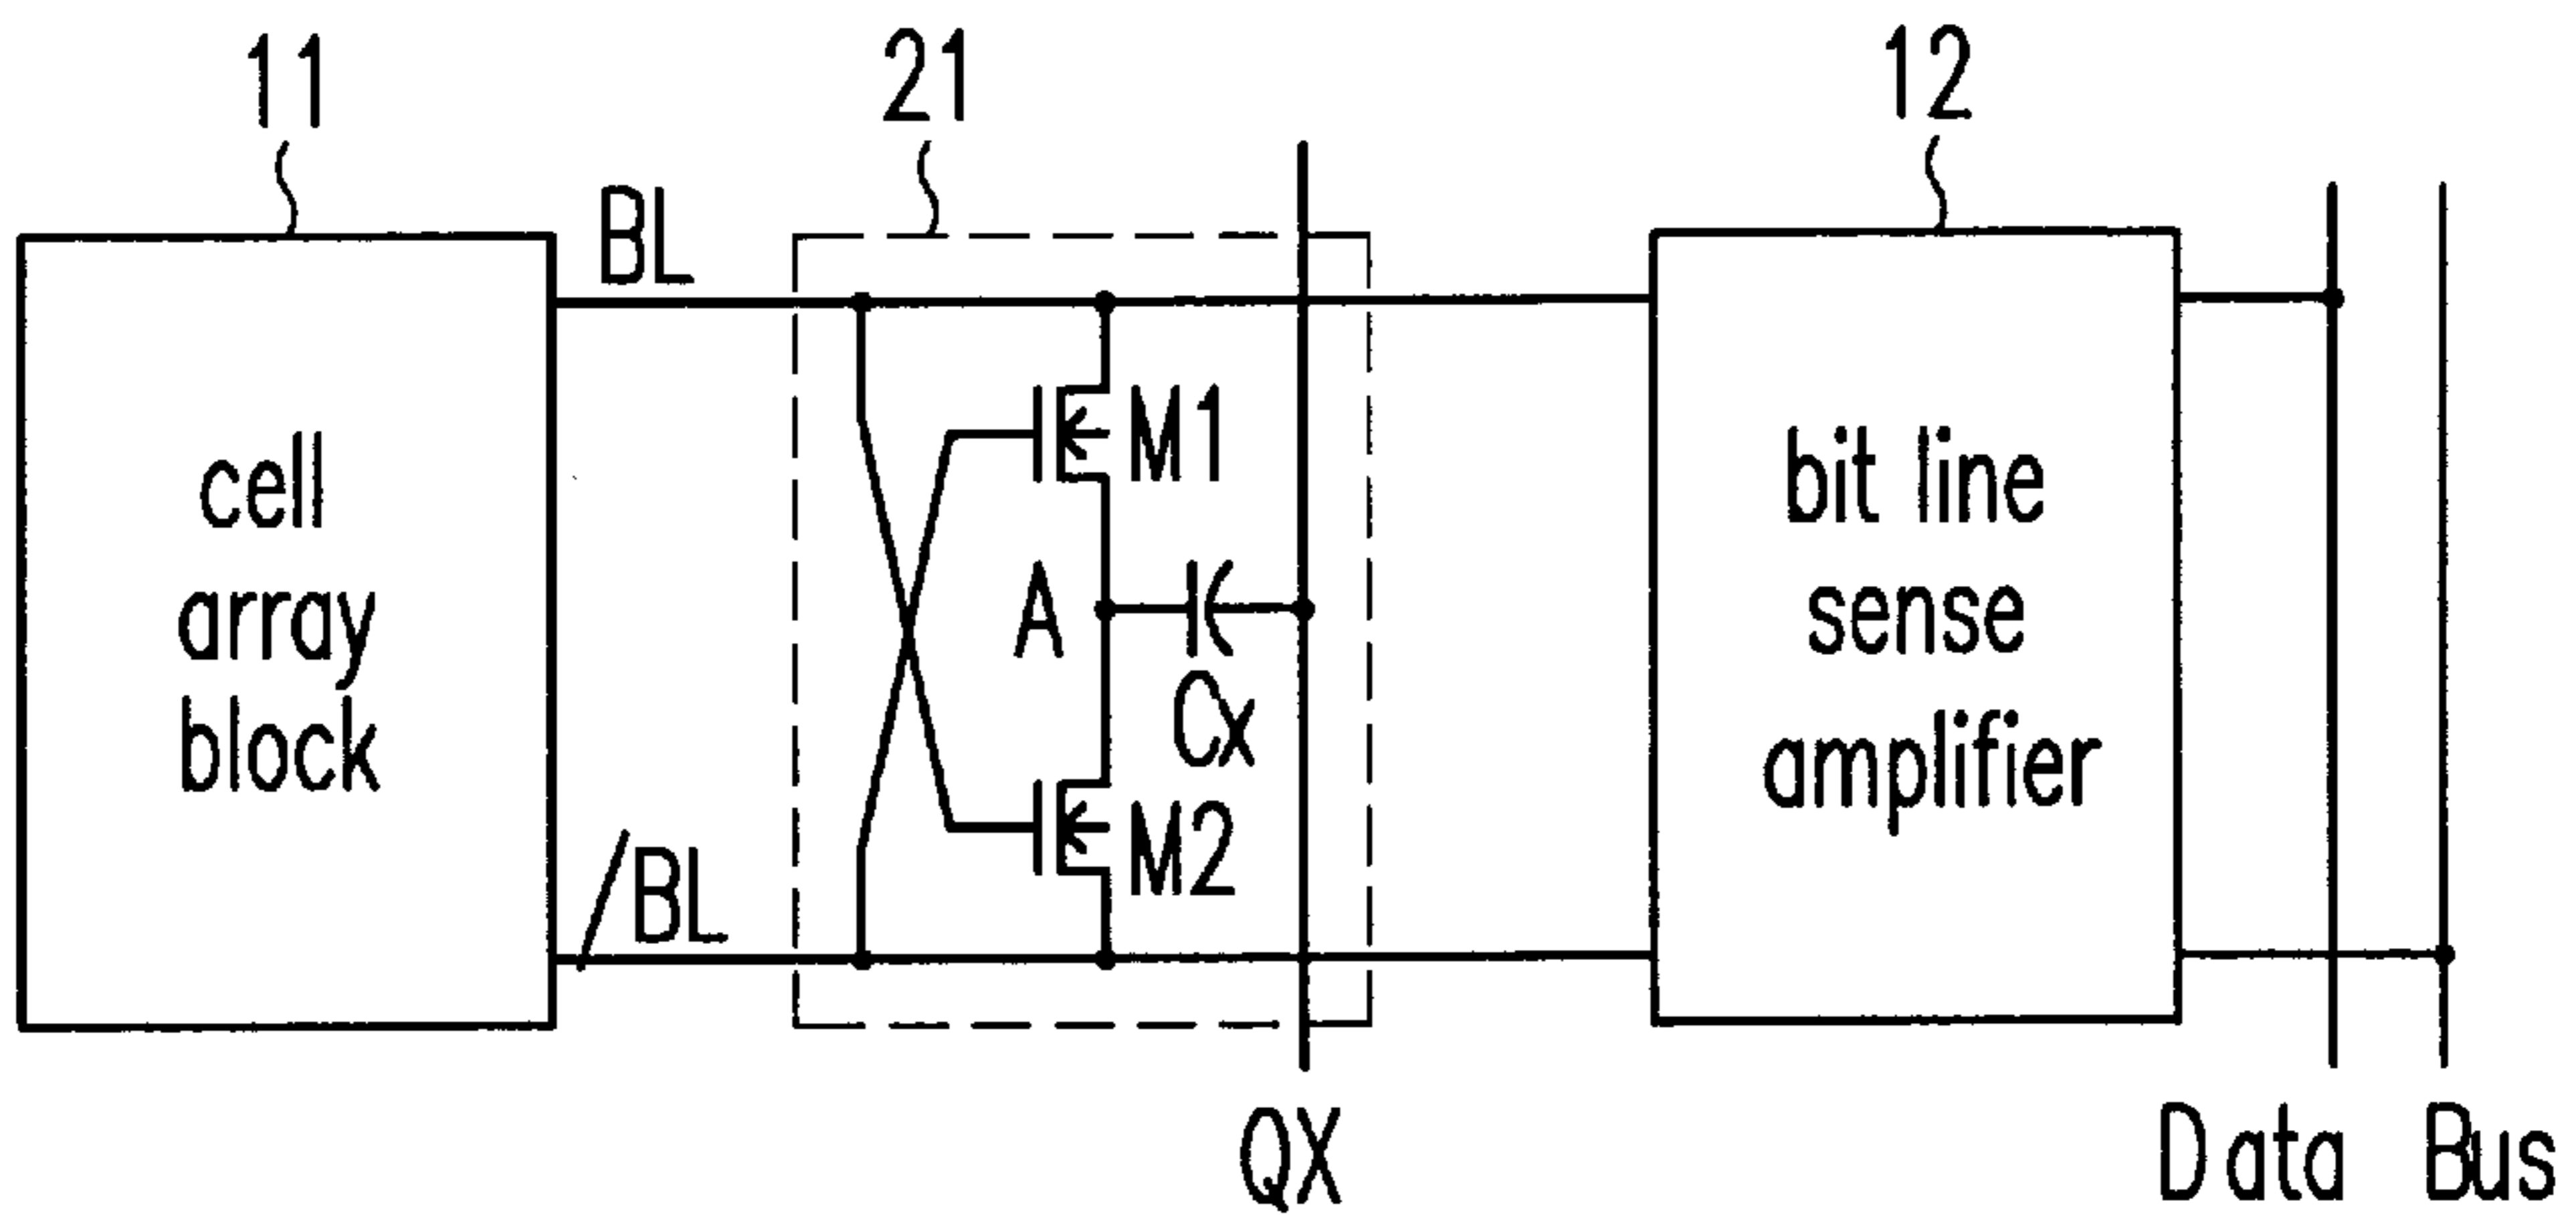 11
21
12
BL
cell
array
block
M1
A
Cx
M2
/BL
bit line
sense
amplifier
QX
Data Bus